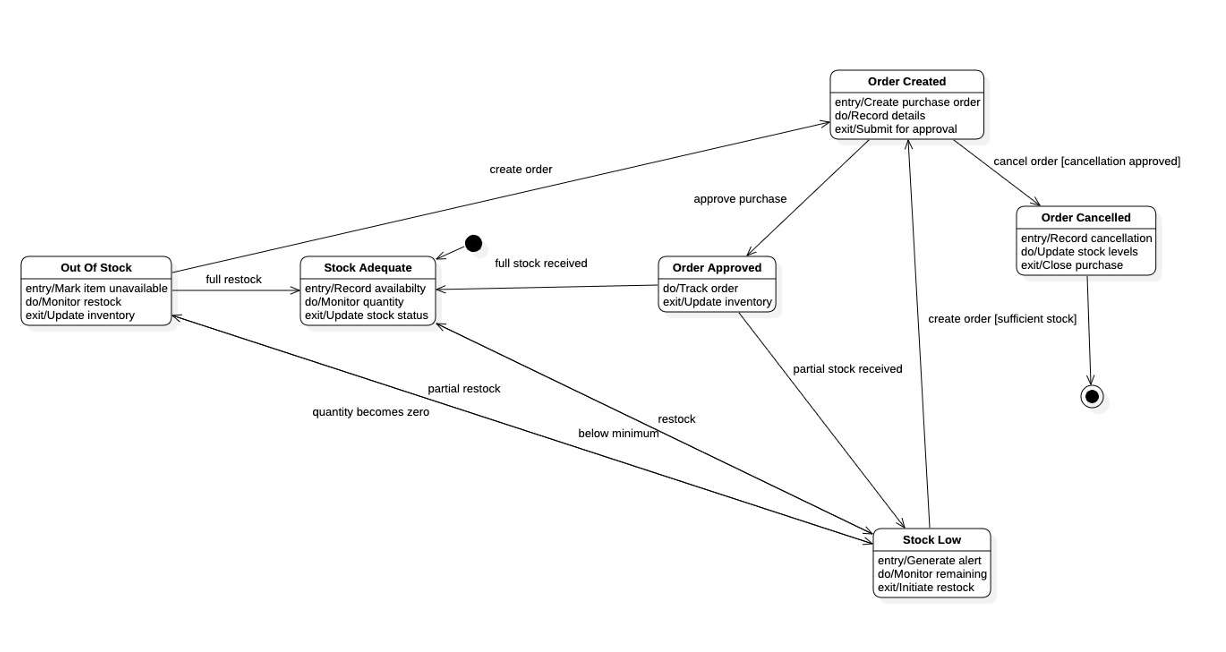 Order Created
entry/Create purchase order
do/Record details
exit/Submit for approval
cancel order [cancellation approved]
create order
approve purchase
Order Cancelled
entry/Record cancellation
do/Update stock levels
exit/Close purchase
Out Of Stock
entry/Mark item unavailable
do/Monitor restock
exit/Update inventory
full restock
Stock Adequate
entry/Record availabilty
do/Monitor quantity
exit/Update stock status
full stock received
Order Approved
do/Track order
exit/Update inventory
create order [sufficient stock]
partial stock received
partial restock
quantity becomes zero
restock
below minimum
Stock Low
entry/Generate alert
do/Monitor remaining
exit/Initiate restock